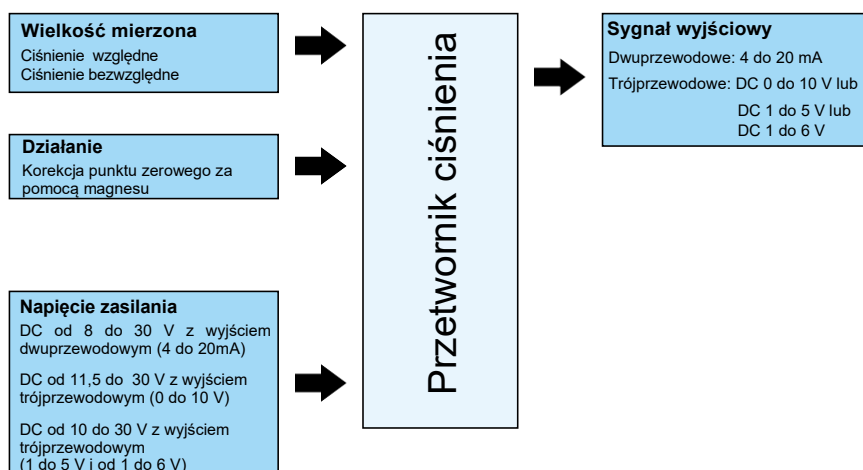 Wielkość mierzona
Ciśnienie względne
Ciśnienie bezwzględne
Działanie
Korekcja punktu zerowego za
pomocą magnesu
Napięcie zasilania
DC od 8 do 30 V z wyjściem
dwuprzewodowym (4 do 20mA)
DC od 11,5 do 30 V z wyjściem
trójprzewodowym (0 do 10 V)
DC od 10 do 30 V z wyjściem
trójprzewodowym
(1 do 5 V i od 1 do 6 V)
Przetwornik ciśnienia
Sygnał wyjściowy
Dwuprzewodowe: 4 do 20 mA
Trójprzewodowe: DC 0 do 10 V lub
DC 1 do 5 V lub
DC 1 do 6 V